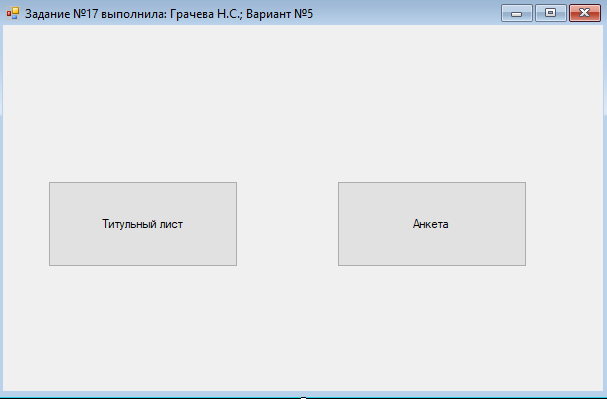 Задание №17 выполнила: Грачева Н.С.; Вариант №5
Титульный лист
Анкета